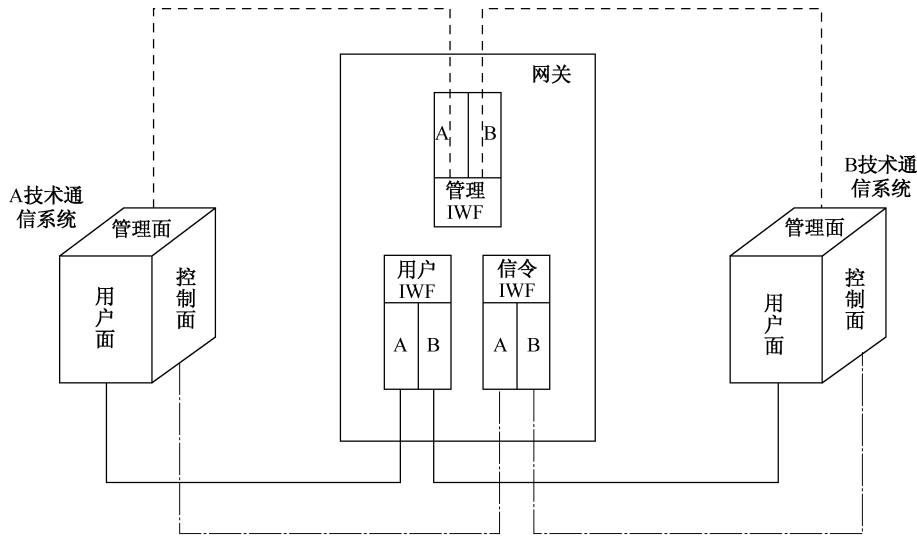 网关
A
B
管理
IWF
A技术通
信系统
管理面
用户面
控制面
B技术通
信系统
管理面
用户面
控制面
用户
IWF
A
B
信令
IWF
A
B